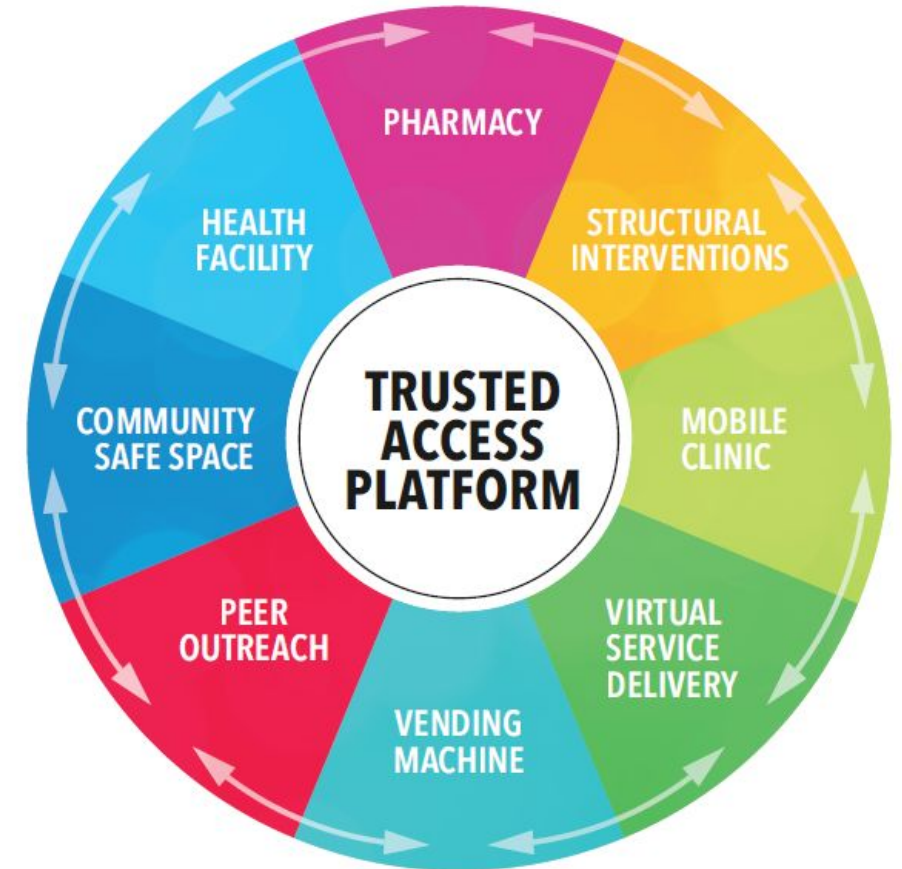 PHARMACY
STRUCTURAL
INTERVENTIONS
MOBILE
CLINIC
VIRTUAL
SERVICE
DELIVERY
VENDING
MACHINE
PEER
OUTREACH
COMMUNITY
SAFE SPACE
HEALTH
FACILITY
TRUSTED
ACCESS
PLATFORM